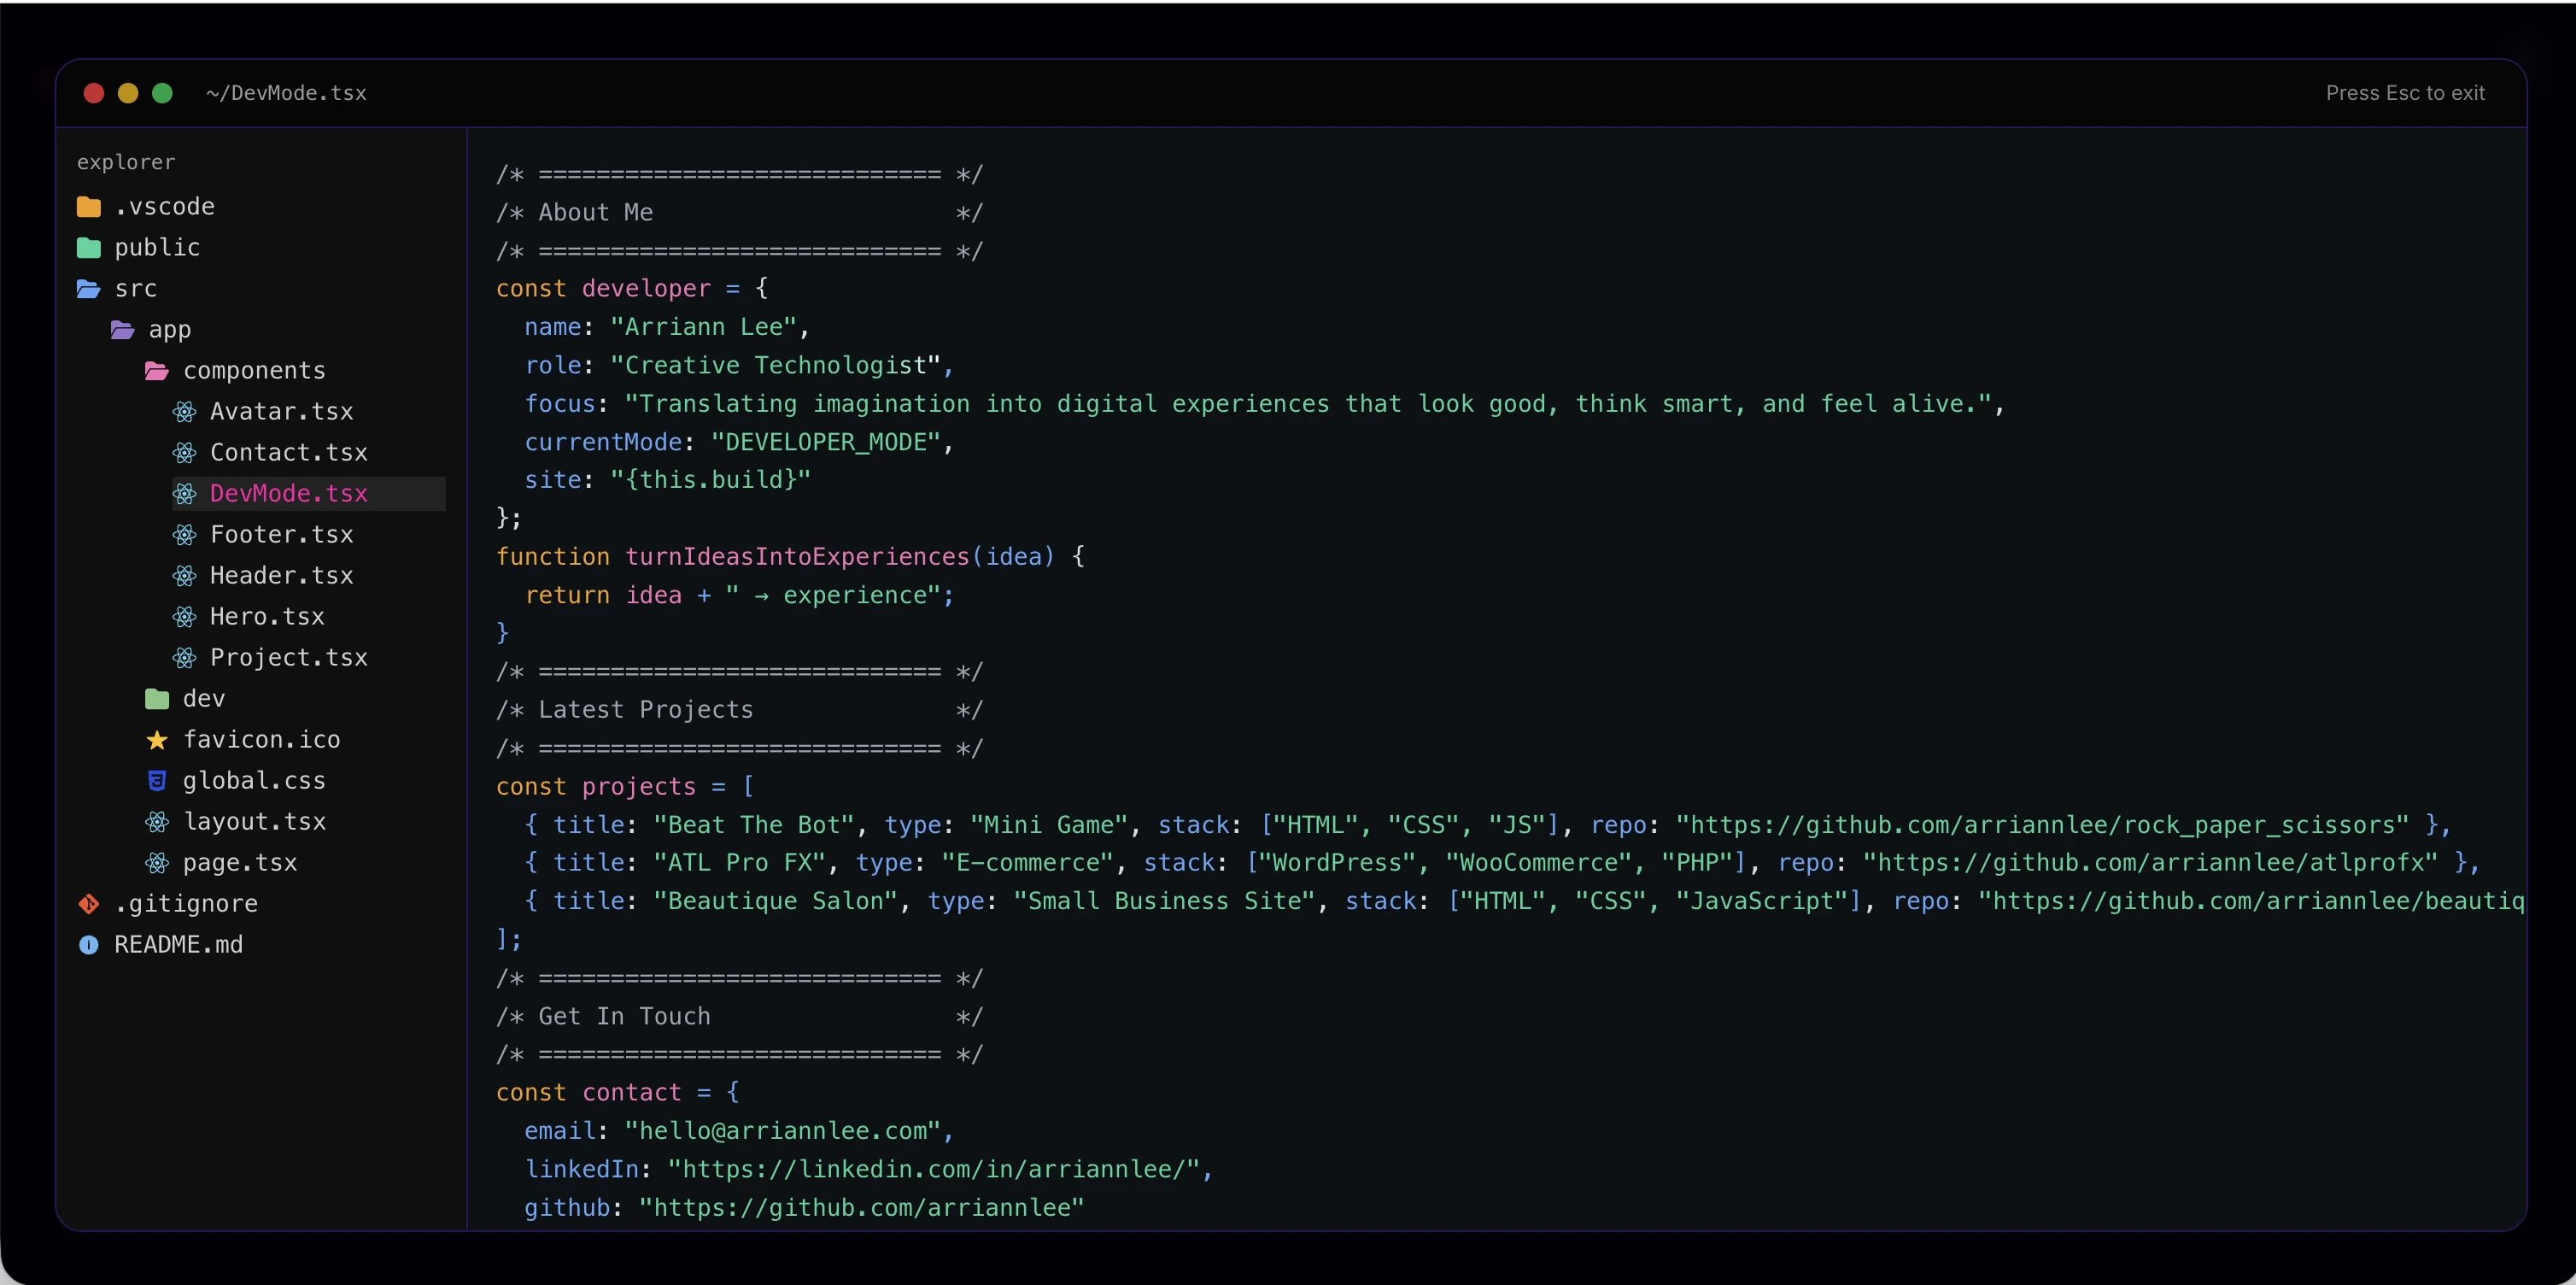 ~/DevMode.tsx
Press Esc to exit
explorer
.vscode
public
src
app
components
Avatar.tsx
Contact.tsx
DevMode.tsx
Footer.tsx
Header.tsx
Hero.tsx
Project.tsx
dev
favicon.ico
global.css
layout.tsx
page.tsx
.gitignore
README.md
/* ============================ */
/* About Me                     */
/* ============================ */
const developer = {
  name: "Arriann Lee",
  role: "Creative Technologist",
  focus: "Translating imagination into digital experiences that look good, think smart, and feel alive.",
  currentMode: "DEVELOPER_MODE",
  site: "{this.build}"
};
function turnIdeasIntoExperiences(idea) {
  return idea + " → experience";
}
/* ============================ */
/* Latest Projects              */
/* ============================ */
const projects = [
  { title: "Beat The Bot", type: "Mini Game", stack: ["HTML", "CSS", "JS"], repo: "https://github.com/arriannlee/rock_paper_scissors" },
  { title: "ATL Pro FX", type: "E-commerce", stack: ["WordPress", "WooCommerce", "PHP"], repo: "https://github.com/arriannlee/atlprofx" },
  { title: "Beautique Salon", type: "Small Business Site", stack: ["HTML", "CSS", "JavaScript"], repo: "https://github.com/arriannlee/beautiq
];
/* ============================ */
/* Get In Touch                 */
/* ============================ */
const contact = {
  email: "hello@arriannlee.com",
  linkedIn: "https://linkedin.com/in/arriannlee/",
  github: "https://github.com/arriannlee"